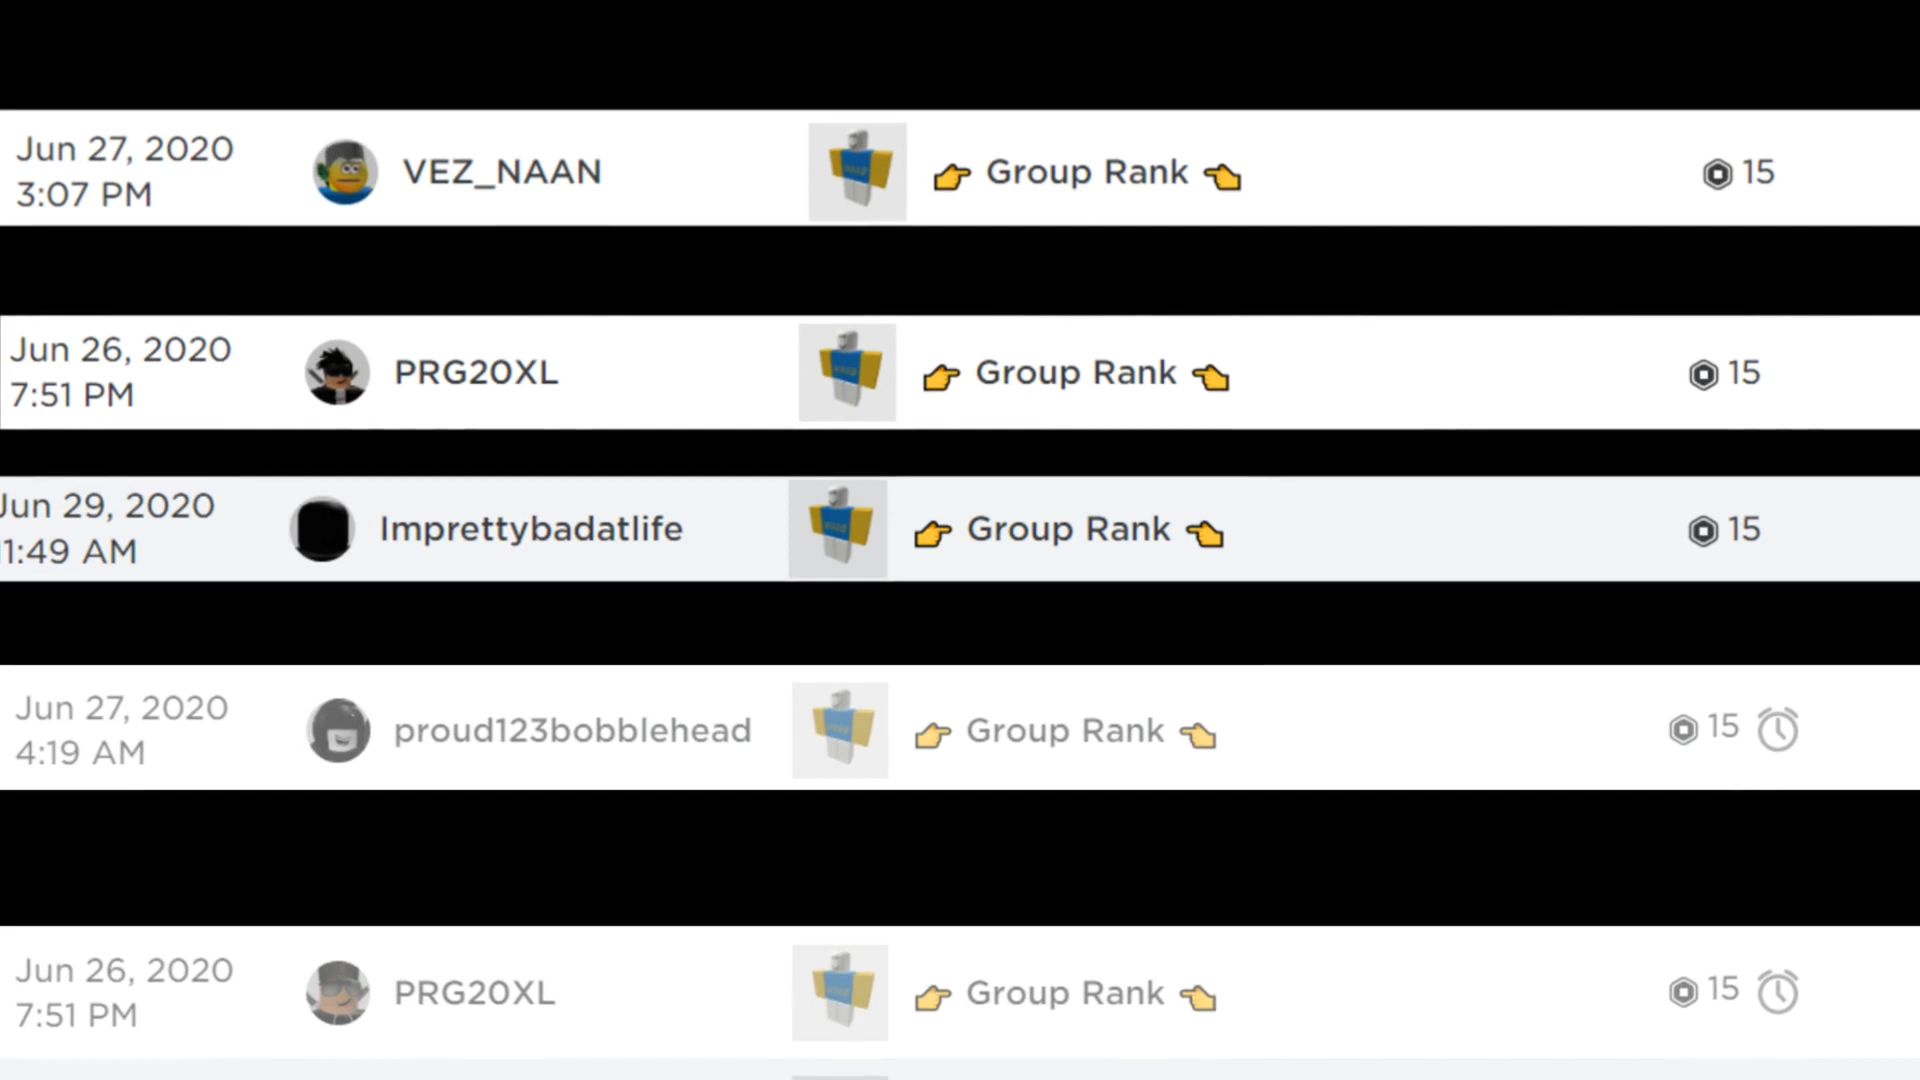 Jun 27, 2020
3:07 PM
VEZ_NAAN
👉 Group Rank 👈
15
Jun 26, 2020
7:51 PM
PRG20XL
👉 Group Rank 👈
15
Jun 29, 2020
11:49 AM
Imprettybadatlife
👉 Group Rank 👈
15
Jun 27, 2020
4:19 AM
proud123bobblehead
👉 Group Rank 👈
15
Jun 26, 2020
7:51 PM
PRG20XL
👉 Group Rank 👈
15